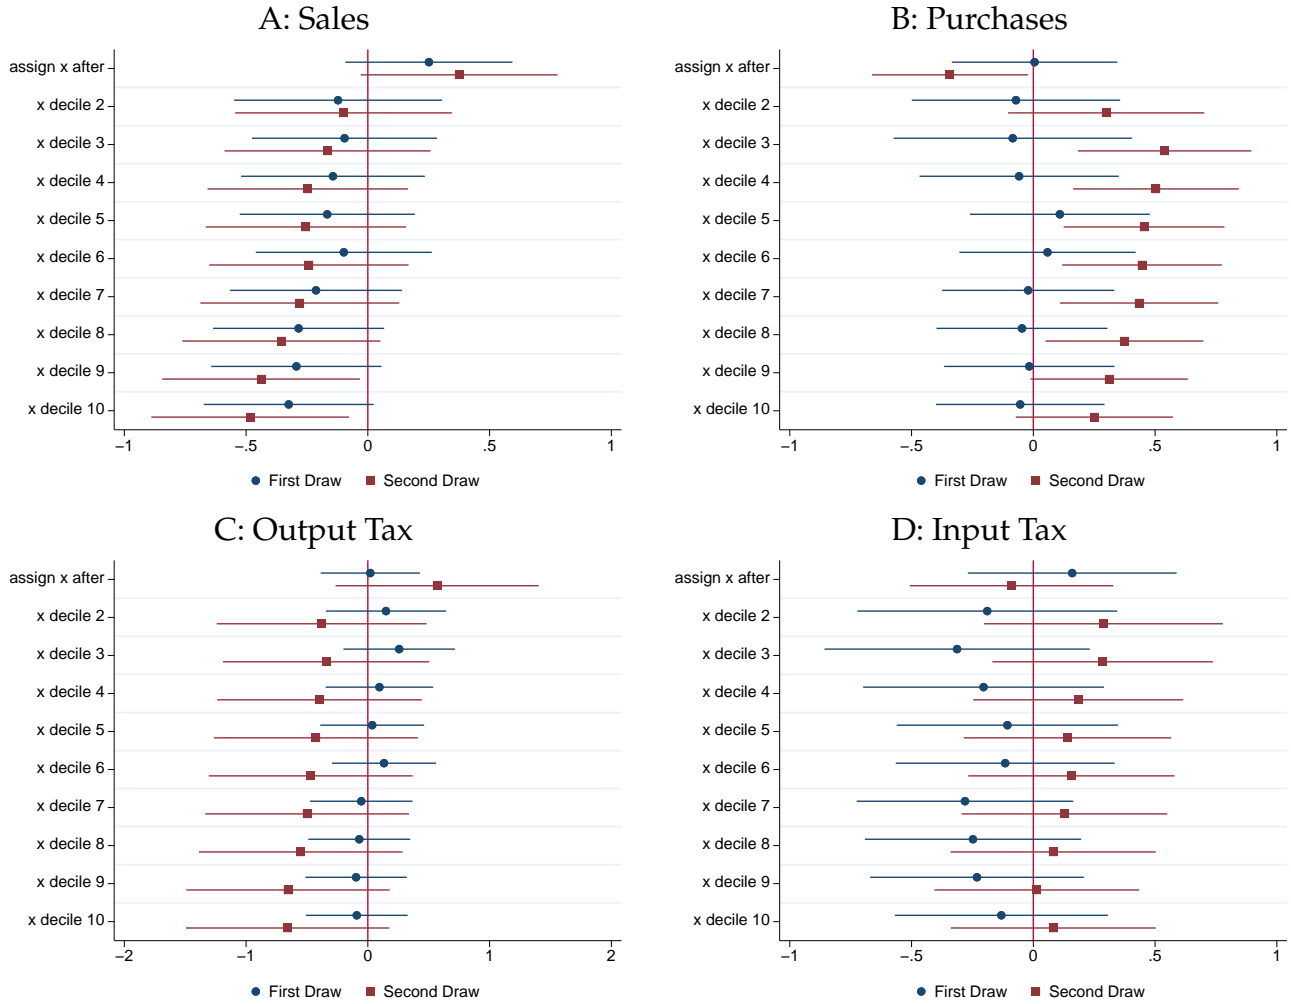 A: Sales
assign x after
x decile 2
x decile 3
x decile 4
x decile 5
x decile 6
x decile 7
x decile 8
x decile 9
x decile 10
−1 −.5 0 .5 1
First Draw Second Draw
B: Purchases
assign x after
x decile 2
x decile 3
x decile 4
x decile 5
x decile 6
x decile 7
x decile 8
x decile 9
x decile 10
−1 −.5 0 .5 1
First Draw Second Draw
C: Output Tax
assign x after
x decile 2
x decile 3
x decile 4
x decile 5
x decile 6
x decile 7
x decile 8
x decile 9
x decile 10
−2 −1 0 1 2
First Draw Second Draw
D: Input Tax
assign x after
x decile 2
x decile 3
x decile 4
x decile 5
x decile 6
x decile 7
x decile 8
x decile 9
x decile 10
−1 −.5 0 .5 1
First Draw Second Draw